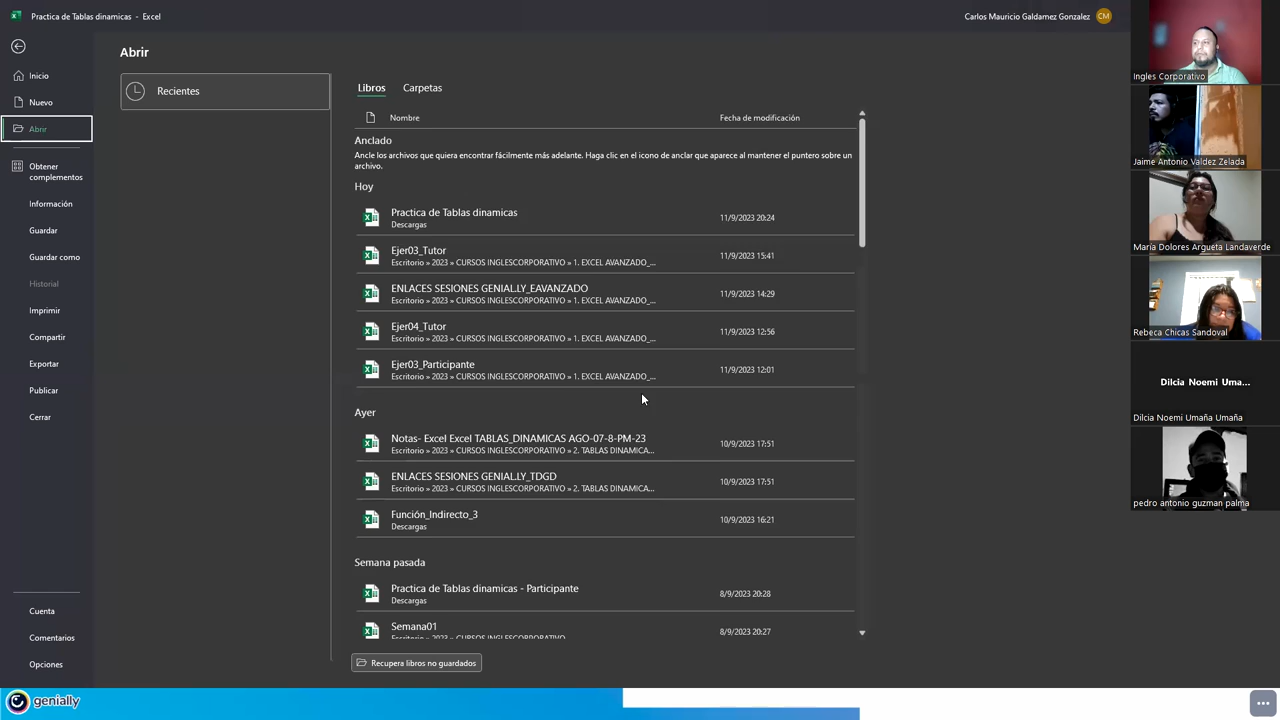 Practica de Tablas dinamicas - Excel
Carlos Mauricio Galdamez Gonzalez CM
Inicio
Nuevo
Abrir
Obtener
complementos
Información
Guardar
Guardar como
Historial
Imprimir
Compartir
Exportar
Publicar
Cerrar
Cuenta
Comentarios
Opciones
Abrir
Recientes
Libros Carpetas
Nombre Fecha de modificación
Anclado
Ancle los archivos que quiera encontrar fácilmente más adelante. Haga clic en el icono de anclar que aparece al mantener el puntero sobre un
archivo.
Hoy
Practica de Tablas dinamicas
Descargas
11/9/2023 20:24
Ejer03_Tutor
Escritorio » 2023 » CURSOS INGLESCORPORATIVO » 1. EXCEL AVANZADO_...
11/9/2023 15:41
ENLACES SESIONES GENIAL.LY_EAVANZADO
Escritorio » 2023 » CURSOS INGLESCORPORATIVO » 1. EXCEL AVANZADO_...
11/9/2023 14:29
Ejer04_Tutor
Escritorio » 2023 » CURSOS INGLESCORPORATIVO » 1. EXCEL AVANZADO_...
11/9/2023 12:56
Ejer03_Participante
Escritorio » 2023 » CURSOS INGLESCORPORATIVO » 1. EXCEL AVANZADO_...
11/9/2023 12:01
Ayer
Notas- Excel Excel TABLAS_DINAMICAS AGO-07-8-PM-23
Escritorio » 2023 » CURSOS INGLESCORPORATIVO » 2. TABLAS DINAMICA...
10/9/2023 17:51
ENLACES SESIONES GENIAL.LY_TDGD
Escritorio » 2023 » CURSOS INGLESCORPORATIVO » 2. TABLAS DINAMICA...
10/9/2023 17:51
Función_Indirecto_3
Descargas
10/9/2023 16:21
Semana pasada
Practica de Tablas dinamicas - Participante
Descargas
8/9/2023 20:28
Semana01
Escritorio » 2023 » CURSOS INGLESCORPORATIVO
8/9/2023 20:27
Recupera libros no guardados
Ingles Corporativo
Jaime Antonio Valdez Zelada
María Dolores Argueta Landaverde
Rebeca Chicas Sandoval
Dilcia Noemi Uma...
Dilcia Noemi Umaña Umaña
pedro antonio guzman palma
genially